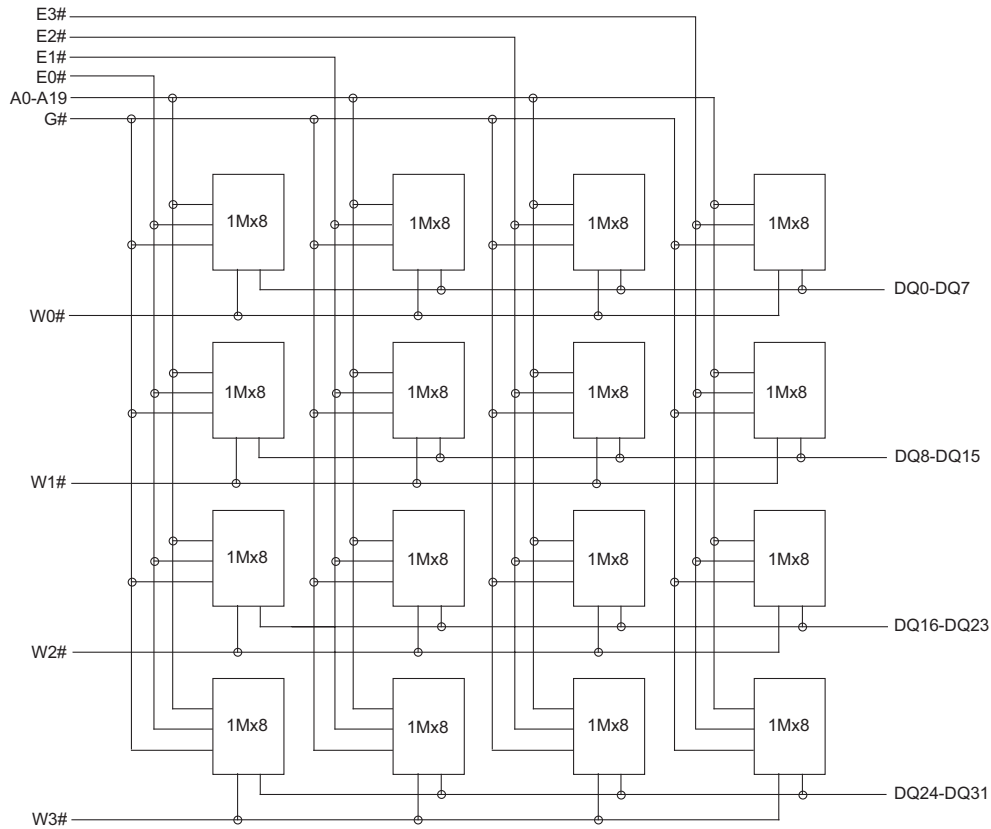 E3#
E2#
E1#
E0#
A0-A19
G#
1Mx8 1Mx8 1Mx8 1Mx8
DQ0-DQ7
W0#
1Mx8 1Mx8 1Mx8 1Mx8
DQ8-DQ15
W1#
1Mx8 1Mx8 1Mx8 1Mx8
DQ16-DQ23
W2#
1Mx8 1Mx8 1Mx8 1Mx8
DQ24-DQ31
W3#